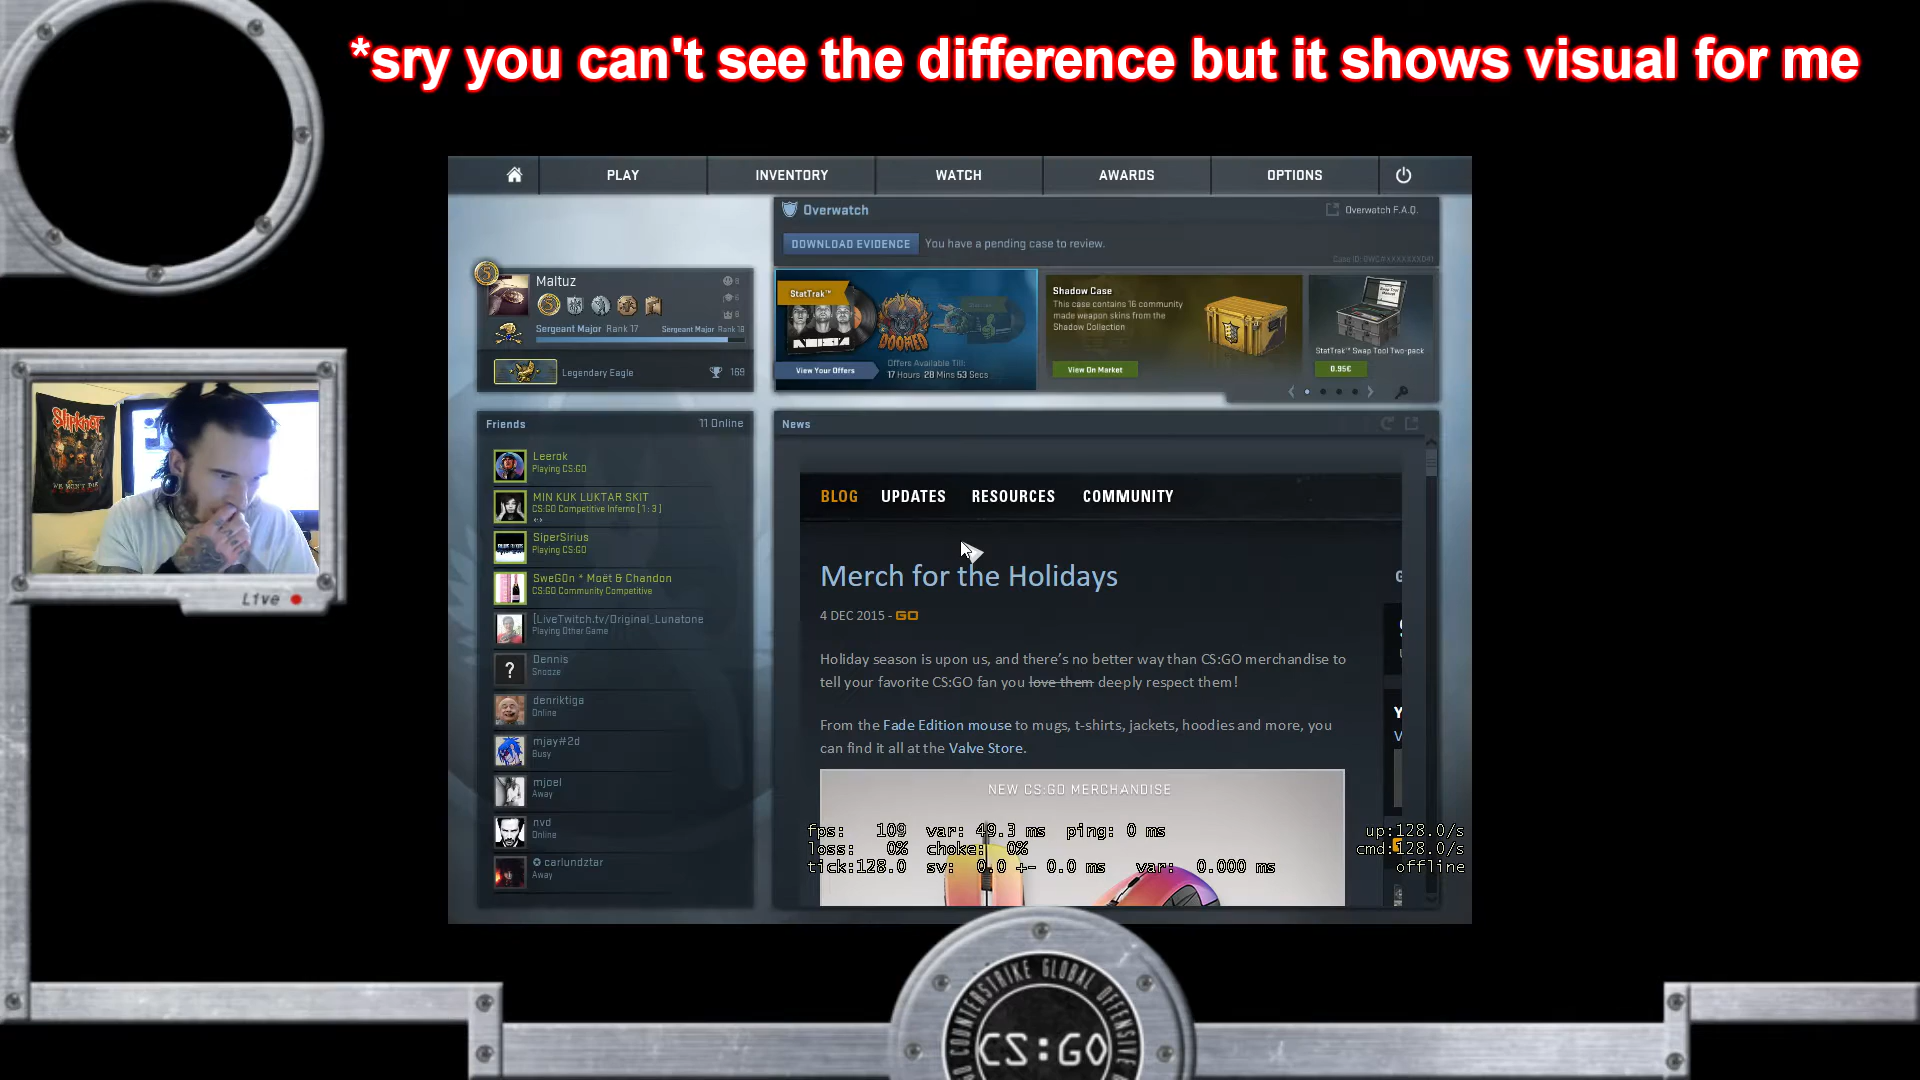 *sry you can't see the difference but it shows visual for me
PLAY
INVENTORY
WATCH
AWARDS
OPTIONS
Overwatch
Overwatch F.A.Q.
DOWNLOAD EVIDENCE
You have a pending case to review.
Maltuz
Sergeant Major Rank 17
Sergeant Major Rank 18
Legendary Eagle
169
StatTrak™
NOISIA
DOOMED
View Your Offers
Offers Available Till:
17 Hours 28 Mins 53 Secs
Shadow Case
This case contains 16 community
made weapon skins from the
Shadow Collection
View On Market
StatTrak™ Swap Tool Two-pack
0.95€
Friends
11 Online
Leerok
Playing CS:GO
MIN KUK LUKTAR SKIT
CS:GO Competitive Inferno [ 1 : 3 ]
SiperSirius
Playing CS:GO
SweG0n * Moët & Chandon
CS:GO Community Competitive
[LiveTwitch.tv/Original_Lunatone
Playing Other Game
Dennis
Snooze
denriktiga
Online
mjay#2d
Busy
mjoel
Away
nvd
Online
carlundztar
Away
News
BLOG
UPDATES
RESOURCES
COMMUNITY
Merch for the Holidays
4 DEC 2015 - GO
Holiday season is upon us, and there's no better way than CS:GO merchandise to
tell your favorite CS:GO fan you love them deeply respect them!
From the Fade Edition mouse to mugs, t-shirts, jackets, hoodies and more, you
can find it all at the Valve Store.
NEW CS:GO MERCHANDISE
fps: 109 var: 49.3 ms ping: 0 ms
loss: 0% choke: 0%
tick:128.0 sv: 0.0 +- 0.0 ms var: 0.000 ms
up:128.0/s
cmd:128.0/s
offline
Slipknot
Live
COUNTERSTRIKE GLOBAL OFFENSIVE
CS:GO